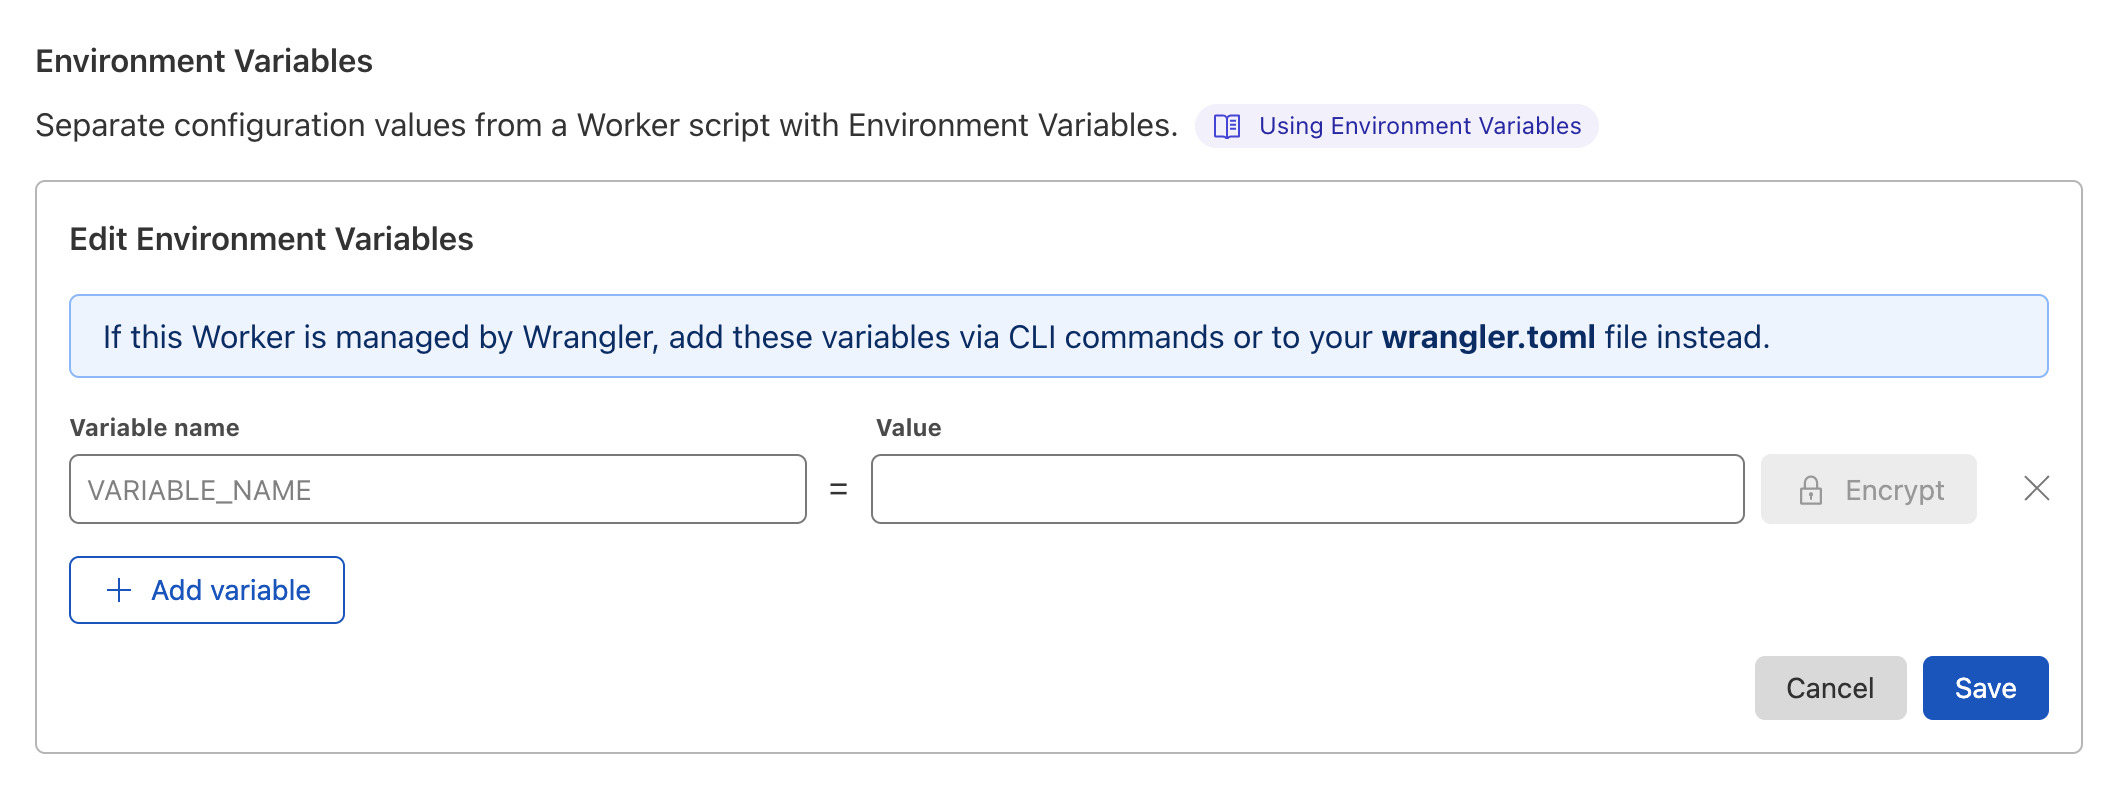 Environment Variables
Separate configuration values from a Worker script with Environment Variables. Using Environment Variables
Edit Environment Variables
If this Worker is managed by Wrangler, add these variables via CLI commands or to your wrangler.toml file instead.
Variable name Value
VARIABLE_NAME = Encrypt
Add variable
Cancel Save